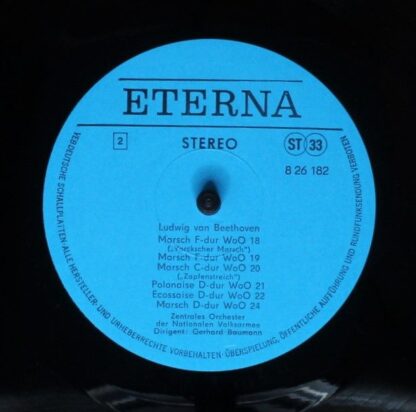 ETERNA
2
STEREO
ST 33
8 26 182
Ludwig van Beethoven
Marsch F-dur WoO 18
("Yorckscher Marsch")
Marsch F-dur WoO 19
Marsch C-dur WoO 20
("Zapfenstreich")
Polonaise D-dur WoO 21
Ecossaise D-dur WoO 22
Marsch D-dur WoO 24
Zentrales Orchester
der Nationalen Volksarmee
Dirigent: Gerhard Baumann
VEB DEUTSCHE SCHALLPLATTEN · ALLE HERSTELLER- UND URHEBERRECHTE VORBEHALTEN · ÜBERSPIELUNG, ÖFFENTLICHE AUFFÜHRUNG UND RUNDFUNKSENDUNG VERBOTEN